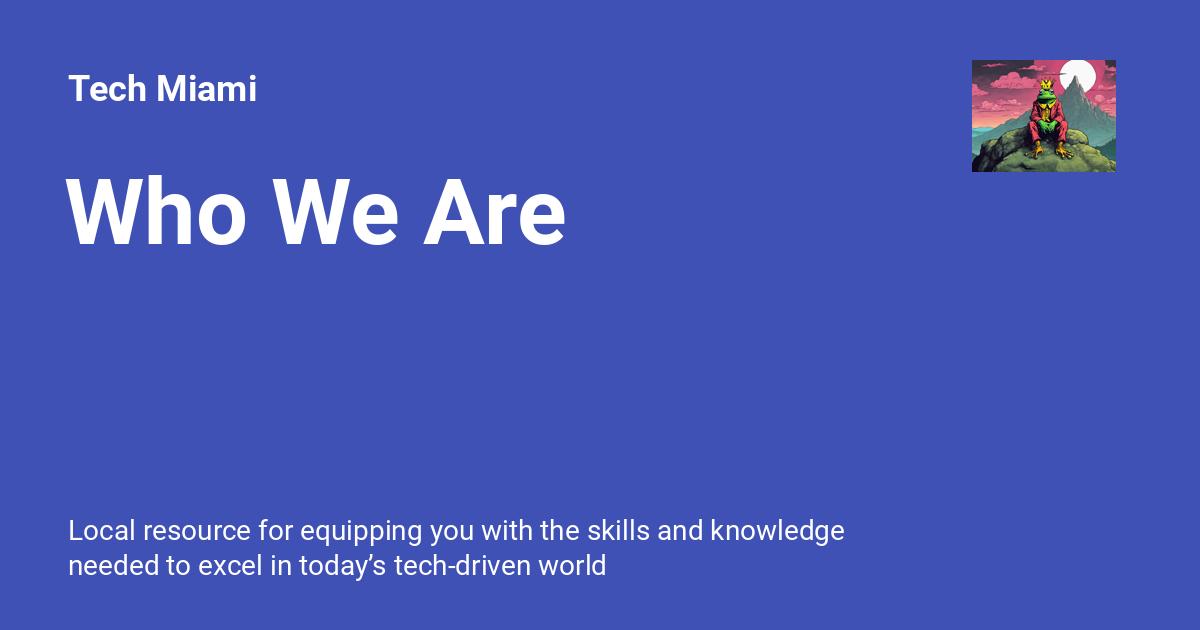 Tech Miami
Who We Are
Local resource for equipping you with the skills and knowledge
needed to excel in today’s tech-driven world